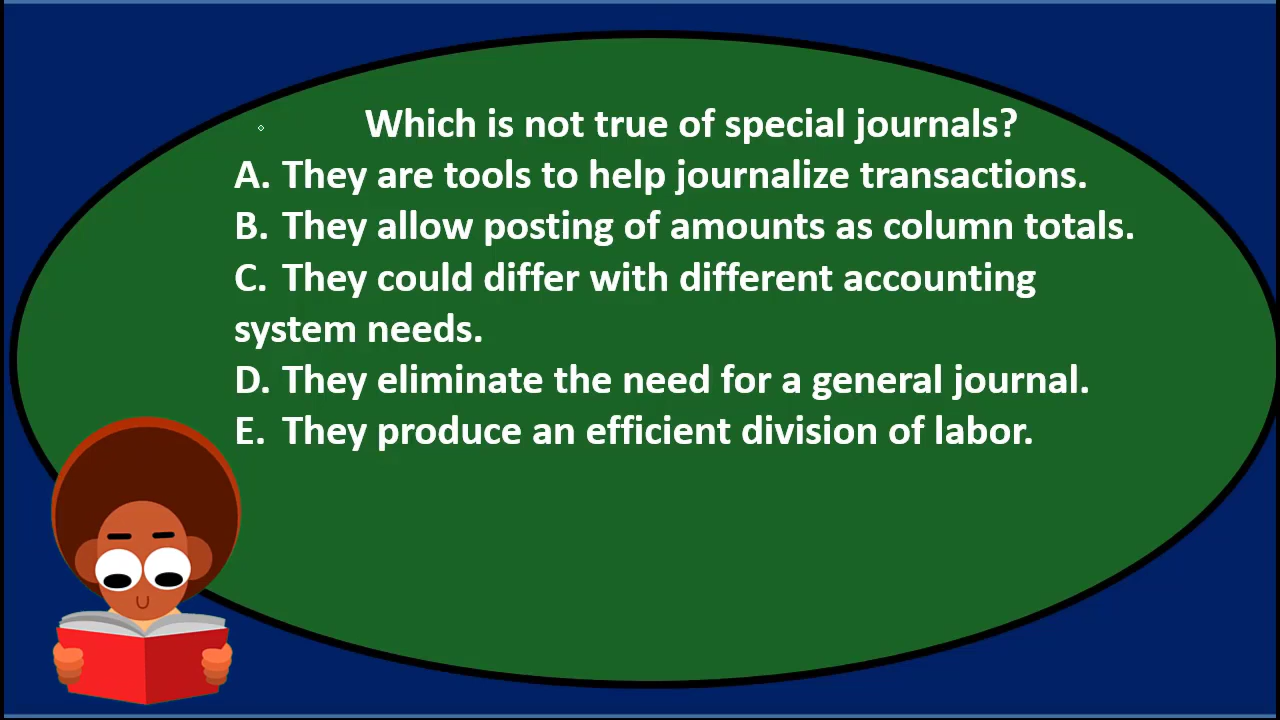 Which is not true of special journals?
A. They are tools to help journalize transactions.
B. They allow posting of amounts as column totals.
C. They could differ with different accounting
system needs.
D. They eliminate the need for a general journal.
E. They produce an efficient division of labor.